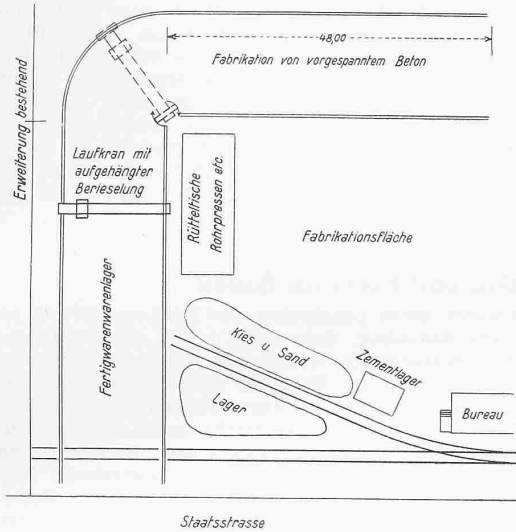 48,00
Fabrikation von vorgespanntem Beton
Erweiterung bestehend
Laufkran mit
aufgehängter
Berieselung
Rütteltische
Rohrpressen etc.
Fabrikationsfläche
Fertigwarenwarenlager
Kies u Sand
Zementlager
Lager
Bureau
Staatsstrasse